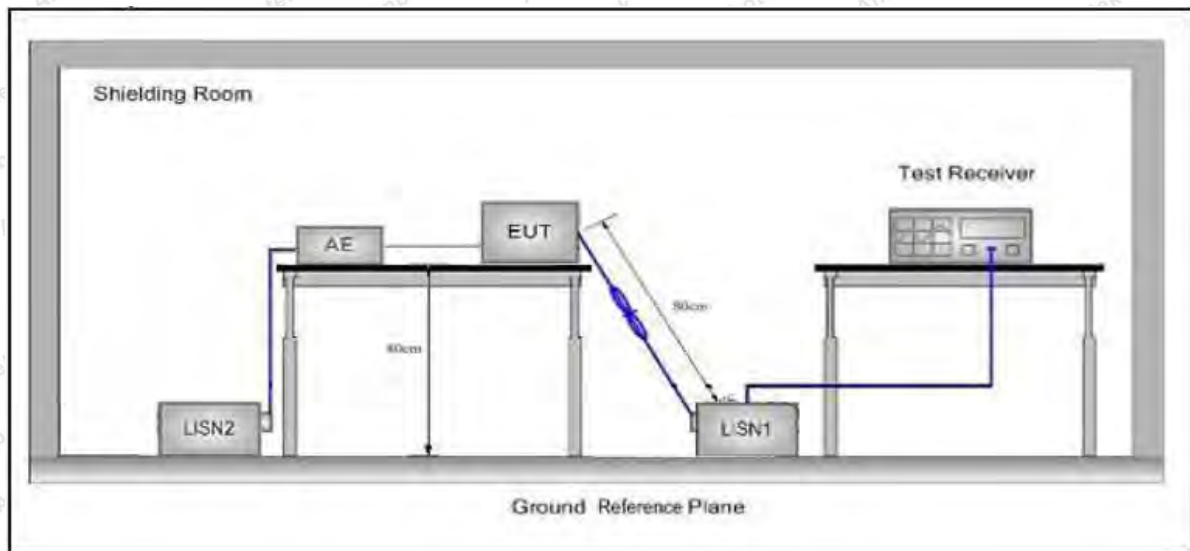 Shielding Room
Test Receiver
EUT
AE
80cm
80cm
LISN2
LISN1
Ground Reference Plane